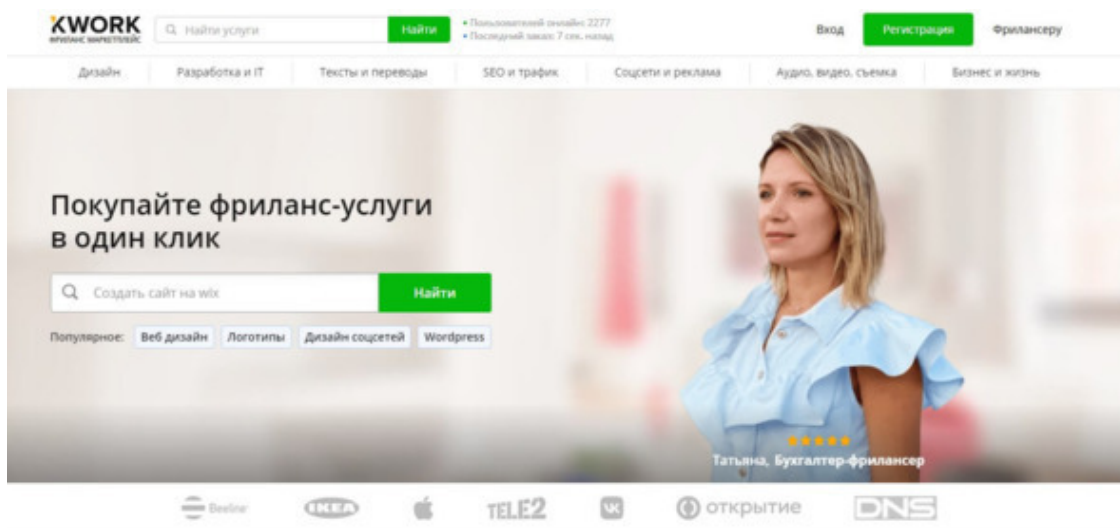 KWORK
ФРИЛАНС МАРКЕТПЛЕЙС
Найти услуги
Найти
• Пользователей онлайн: 2277
• Последний заказ: 7 сек. назад
Вход
Регистрация
Фрилансеру
Дизайн
Разработка и IT
Тексты и переводы
SEO и трафик
Соцсети и реклама
Аудио, видео, съемка
Бизнес и жизнь
Покупайте фриланс-услуги
в один клик
Создать сайт на wix
Найти
Популярное: Веб дизайн Логотипы Дизайн соцсетей Wordpress
Татьяна, Бухгалтер-фрилансер
Beeline
IKEA
TELE2
VK
открытие
DNS